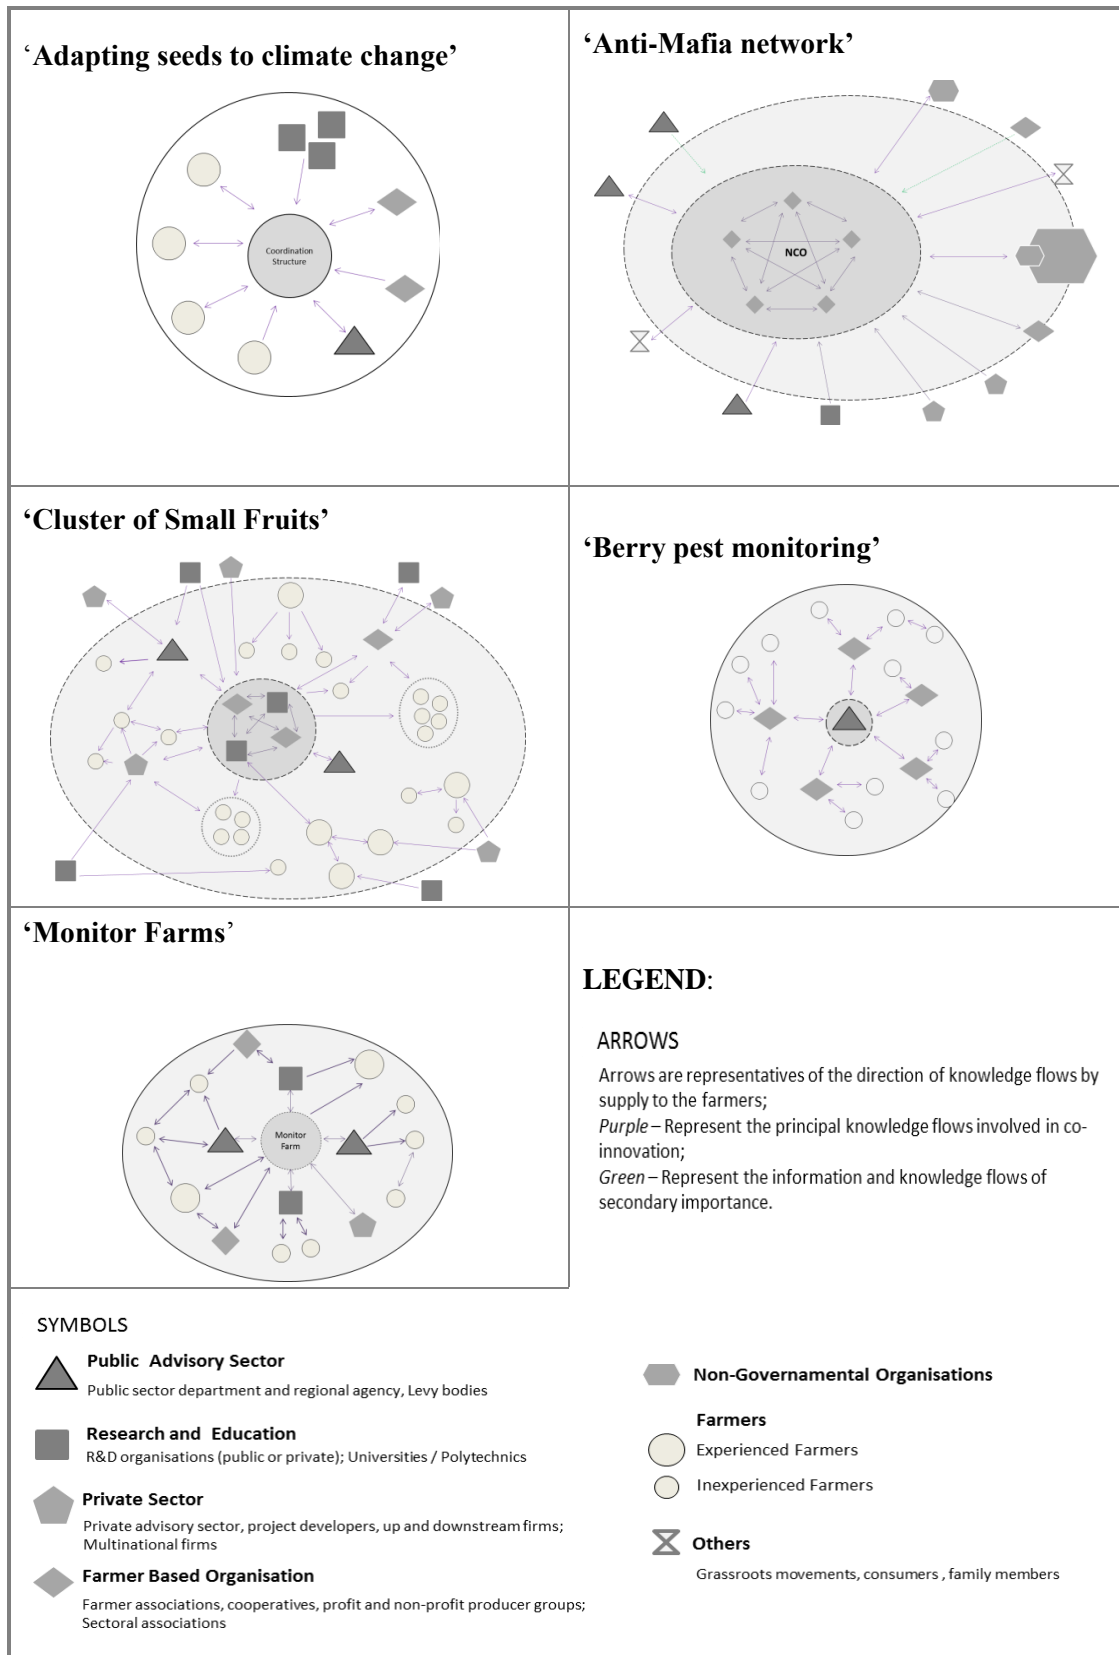 ‘Adapting seeds to climate change’
Coordination
Structure
‘Anti-Mafia network’
NCO
‘Cluster of Small Fruits’
‘Berry pest monitoring’
‘Monitor Farms’
Monitor
Farm
LEGEND:
ARROWS
Arrows are representatives of the direction of knowledge flows by
supply to the farmers;
Purple – Represent the principal knowledge flows involved in co-
innovation;
Green – Represent the information and knowledge flows of
secondary importance.
SYMBOLS
Public Advisory Sector
Public sector department and regional agency, Levy bodies
Research and Education
R&D organisations (public or private); Universities / Polytechnics
Private Sector
Private advisory sector, project developers, up and downstream firms;
Multinational firms
Farmer Based Organisation
Farmer associations, cooperatives, profit and non-profit producer groups;
Sectoral associations
Non-Governmental Organisations
Farmers
Experienced Farmers
Inexperienced Farmers
Others
Grassroots movements, consumers , family members